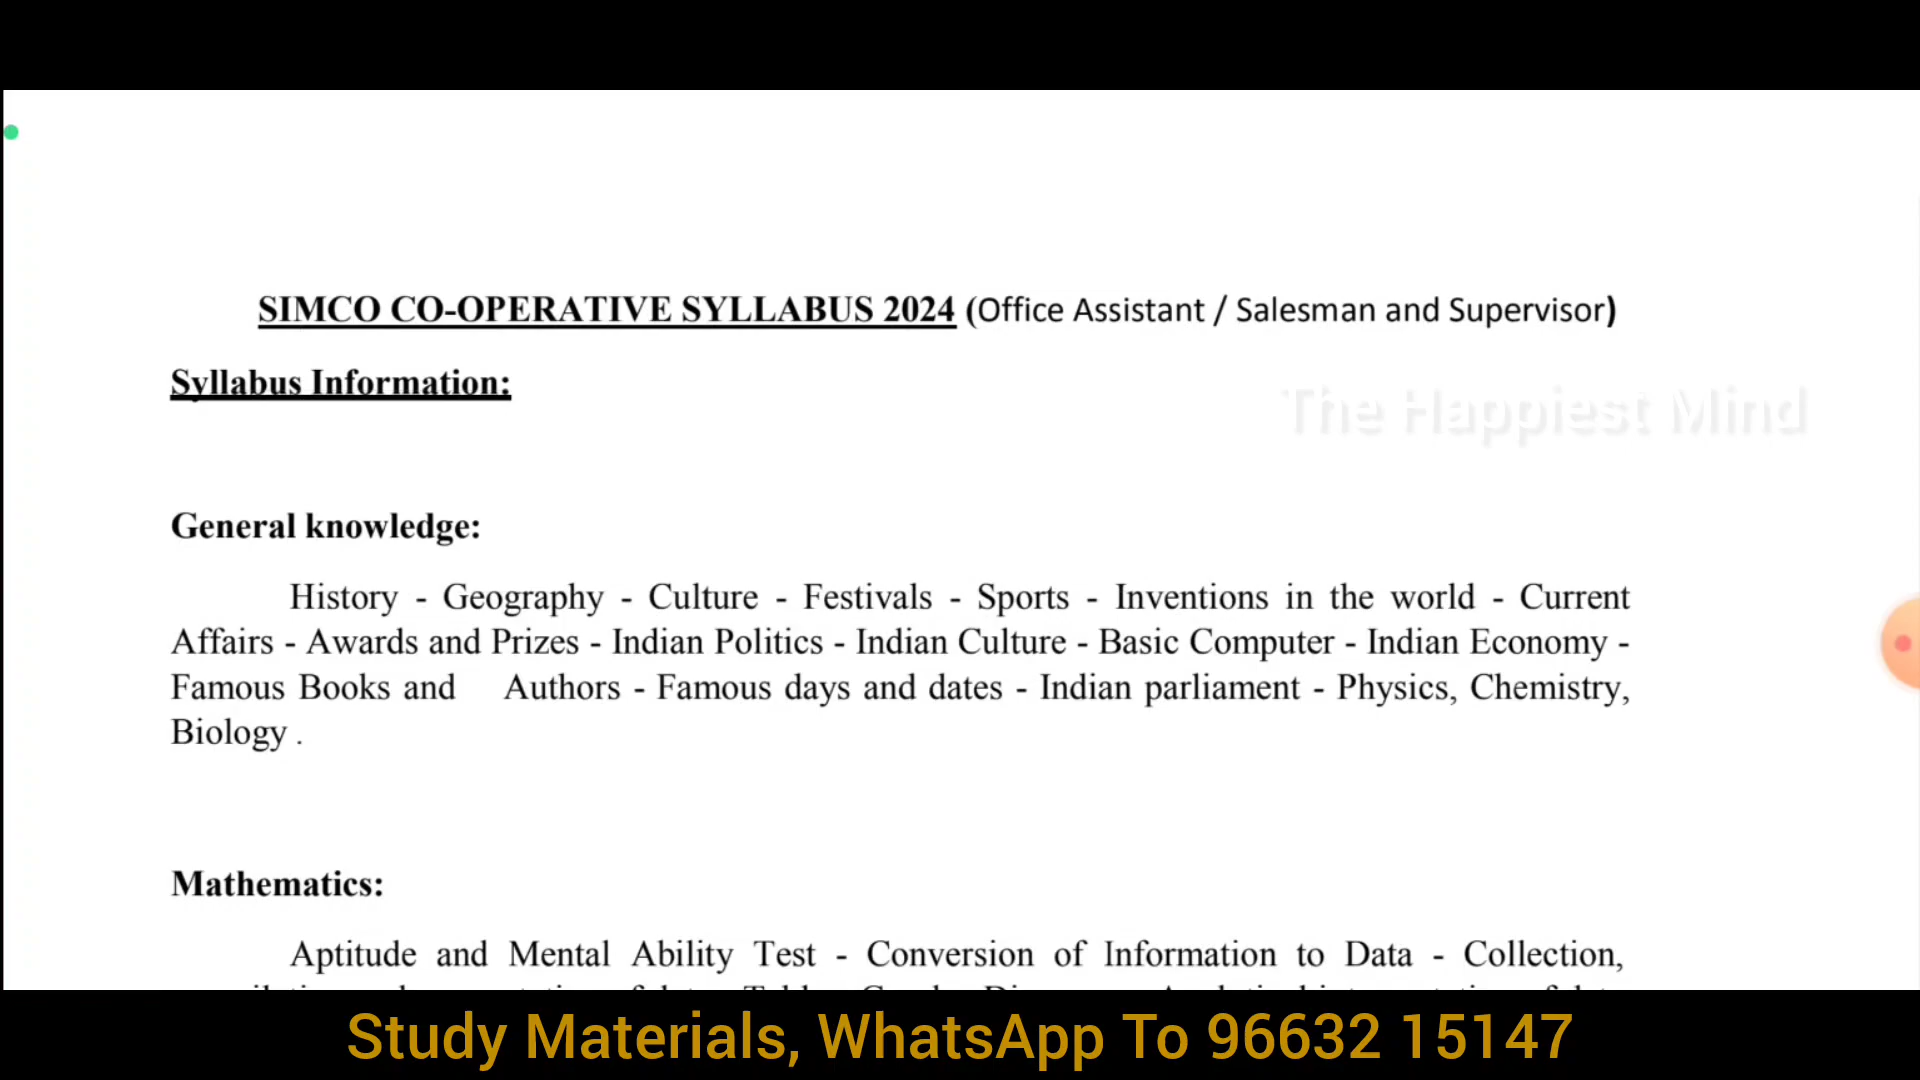 SIMCO CO-OPERATIVE SYLLABUS 2024 (Office Assistant / Salesman and Supervisor)
Syllabus Information:
The Happiest Mind
General knowledge:
History - Geography - Culture - Festivals - Sports - Inventions in the world - Current
Affairs - Awards and Prizes - Indian Politics - Indian Culture - Basic Computer - Indian Economy -
Famous Books and Authors - Famous days and dates - Indian parliament - Physics, Chemistry,
Biology .
Mathematics:
Aptitude and Mental Ability Test - Conversion of Information to Data - Collection,
Study Materials, WhatsApp To 96632 15147